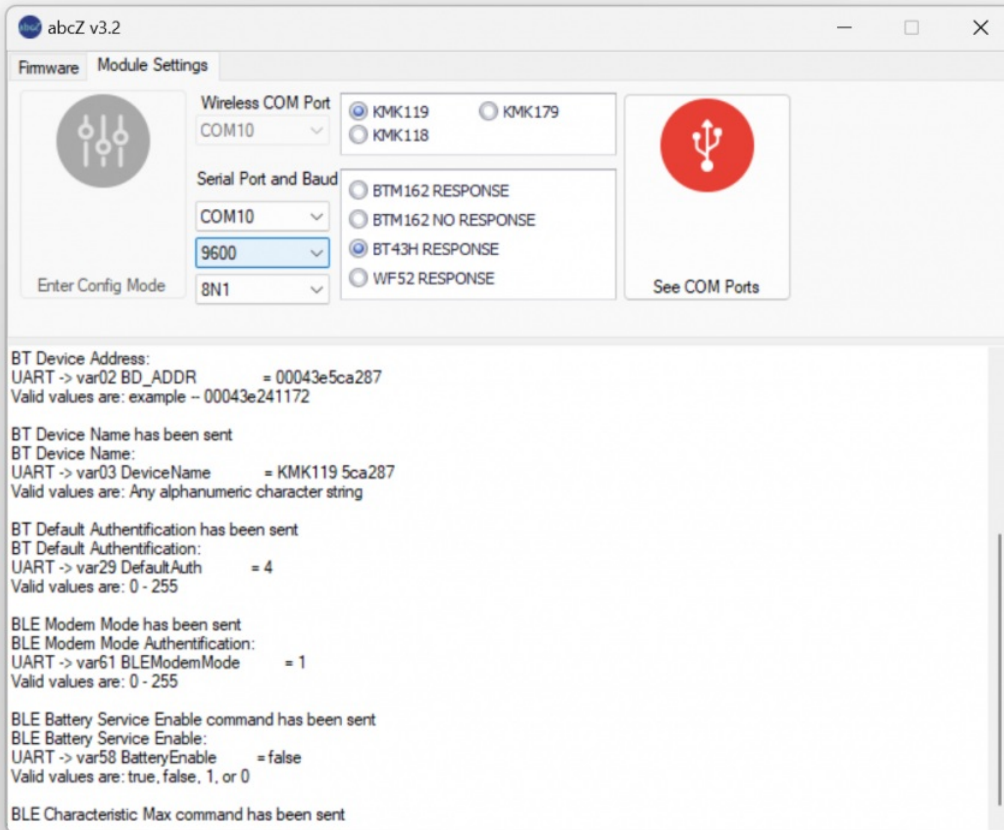 abcZ v3.2
Firmware
Module Settings
Wireless COM Port
COM10
KMK119
KMK179
KMK118
Serial Port and Baud
COM10
9600
8N1
BTM162 RESPONSE
BTM162 NO RESPONSE
BT43H RESPONSE
WF52 RESPONSE
Enter Config Mode
See COM Ports
BT Device Address:
UART -> var02 BD_ADDR = 00043e5ca287
Valid values are: example -- 00043e241172
BT Device Name has been sent
BT Device Name:
UART -> var03 DeviceName = KMK119 5ca287
Valid values are: Any alphanumeric character string
BT Default Authentification has been sent
BT Default Authentification:
UART -> var29 DefaultAuth = 4
Valid values are: 0 - 255
BLE Modem Mode has been sent
BLE Modem Mode Authentification:
UART -> var61 BLEModemMode = 1
Valid values are: 0 - 255
BLE Battery Service Enable command has been sent
BLE Battery Service Enable:
UART -> var58 BatteryEnable = false
Valid values are: true, false, 1, or 0
BLE Characteristic Max command has been sent